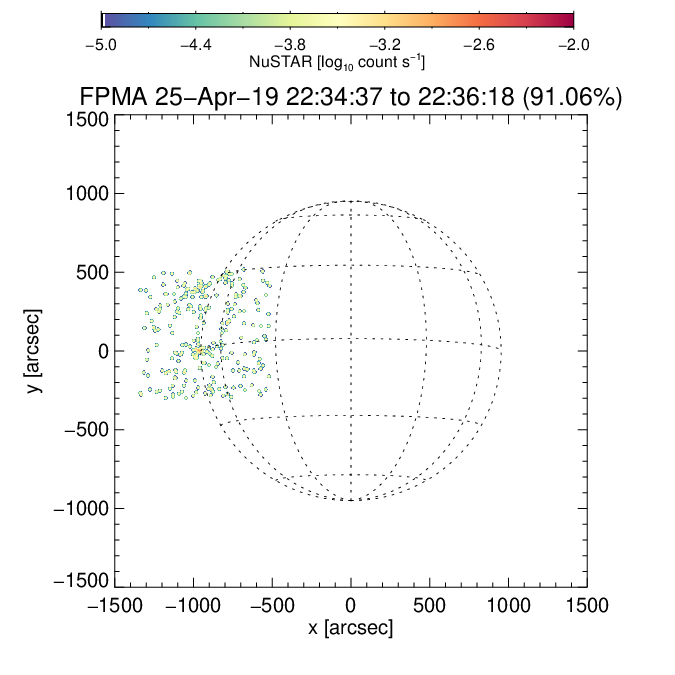 −5.0 −4.4 −3.8 −3.2 −2.6 −2.0
NuSTAR [log₁₀ count s⁻¹]
FPMA 25−Apr−19 22:34:37 to 22:36:18 (91.06%)
1500
1000
500
0
−500
−1000
−1500
y [arcsec]
−1500 −1000 −500 0 500 1000 1500
x [arcsec]